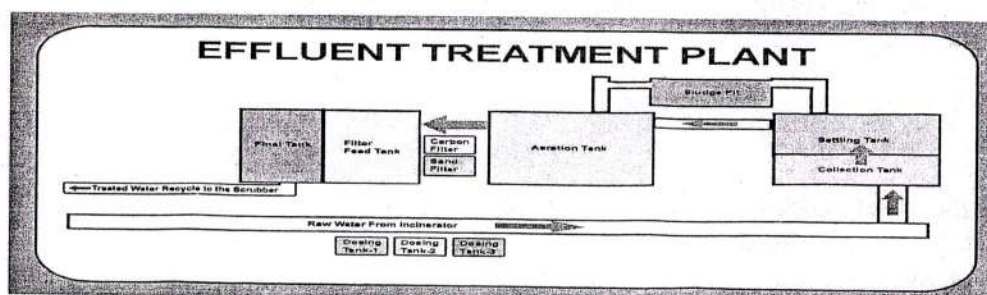 EFFLUENT TREATMENT PLANT
Sludge Pit
Final Tank
Filter
Feed Tank
Carbon
Filter
Sand
Filter
Aeration Tank
Settling Tank
Collection Tank
Treated Water Recycle to the Scrubber
Raw Water From Incinerator
Dosing
Tank-1
Dosing
Tank-2
Dosing
Tank-3